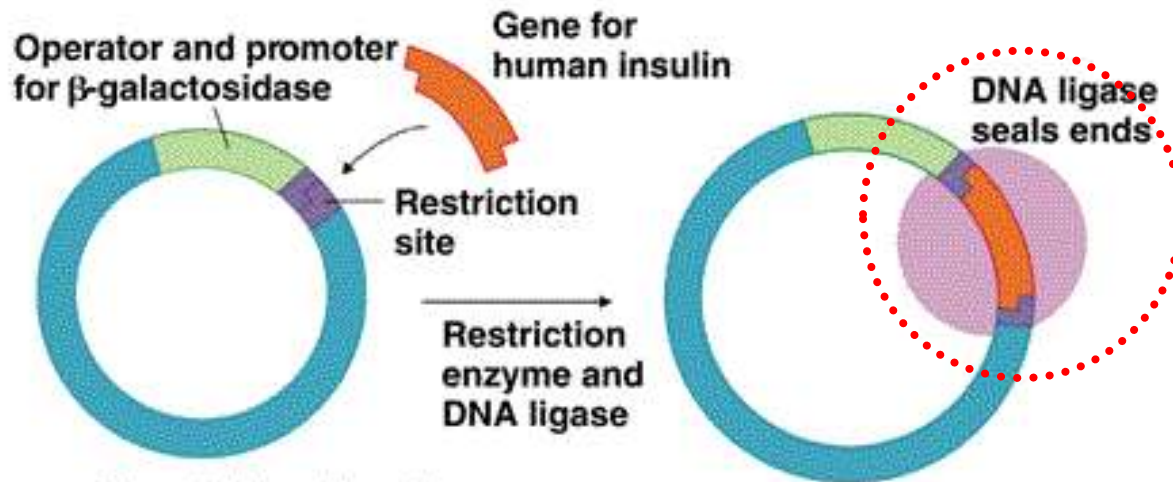 Operator and promoter
for β-galactosidase
Gene for
human insulin
Restriction
site
Restriction
enzyme and
DNA ligase
DNA ligase
seals ends